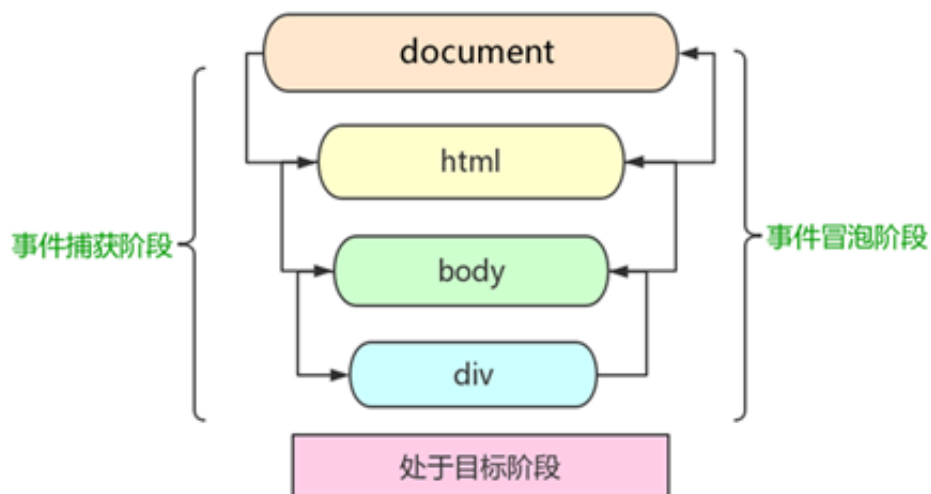 document
html
事件捕获阶段
事件冒泡阶段
body
div
处于目标阶段